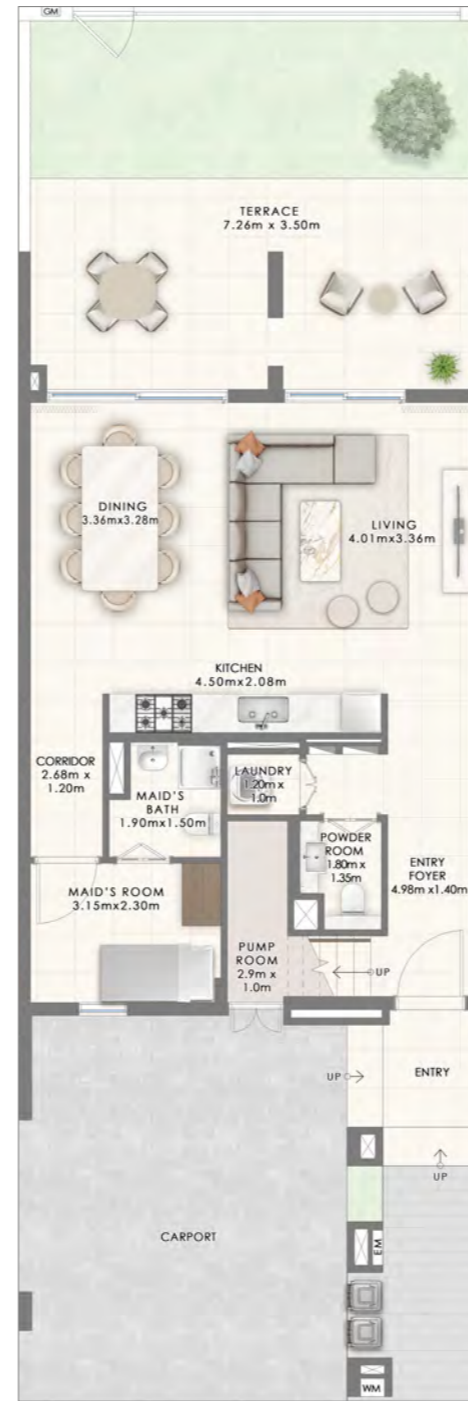 GM
TERRACE
7.26m x 3.50m
DINING
3.36mx3.28m
LIVING
4.01mx3.36m
KITCHEN
4.50mx2.08m
CORRIDOR
2.68m x
1.20m
MAID'S
BATH
1.90mx1.50m
LAUNDRY
1.20m x
1.0m
POWDER
ROOM
1.80m x
1.35m
ENTRY
FOYER
4.98m x1.40m
MAID'S ROOM
3.15mx2.30m
PUMP
ROOM
2.9m x
1.0m
UP
UP
ENTRY
UP
CARPORT
EM
WM